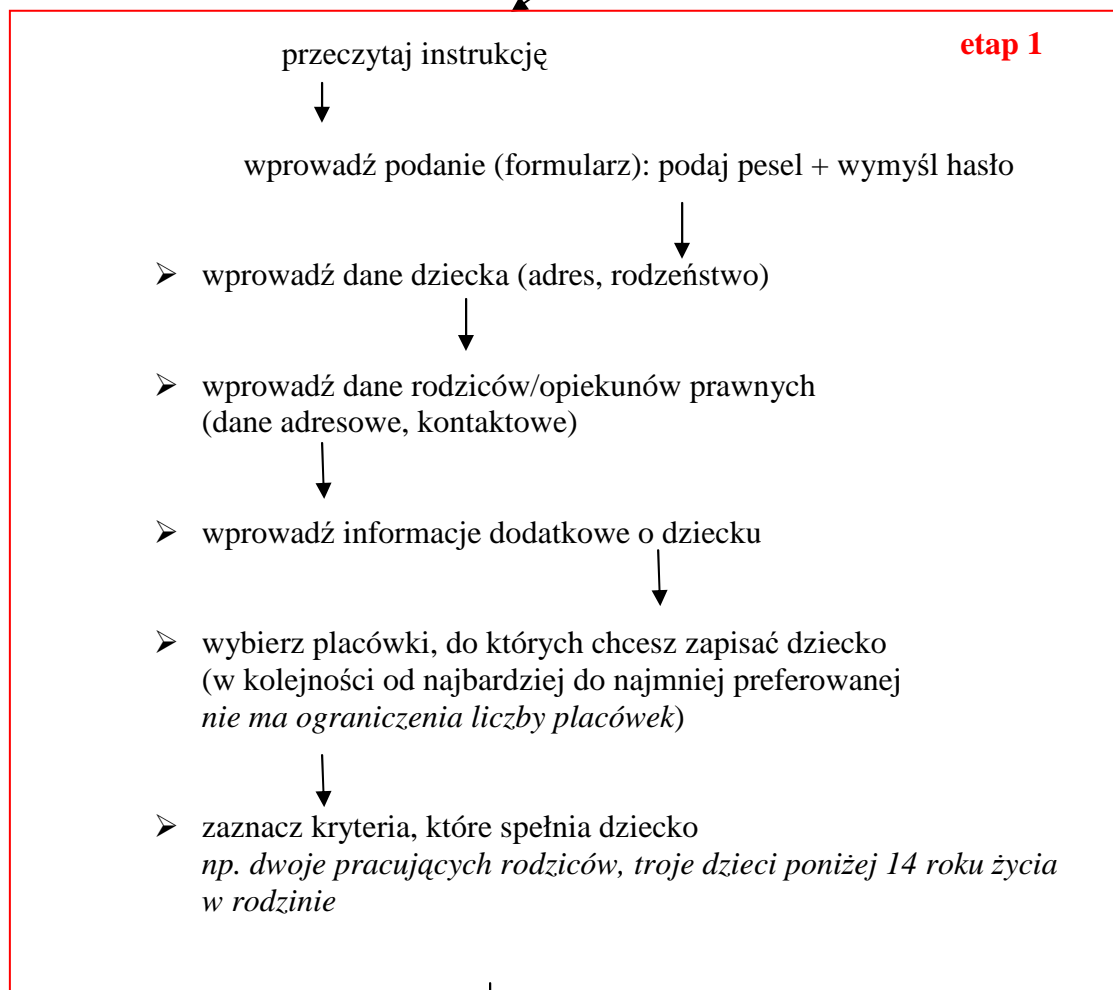 etap 1
przeczytaj instrukcję
wprowadź podanie (formularz): podaj pesel + wymyśl hasło
➢ wprowadź dane dziecka (adres, rodzeństwo)
➢ wprowadź dane rodziców/opiekunów prawnych
(dane adresowe, kontaktowe)
➢ wprowadź informacje dodatkowe o dziecku
➢ wybierz placówki, do których chcesz zapisać dziecko
(w kolejności od najbardziej do najmniej preferowanej
nie ma ograniczenia liczby placówek)
➢ zaznacz kryteria, które spełnia dziecko
np. dwoje pracujących rodziców, troje dzieci poniżej 14 roku życia
w rodzinie